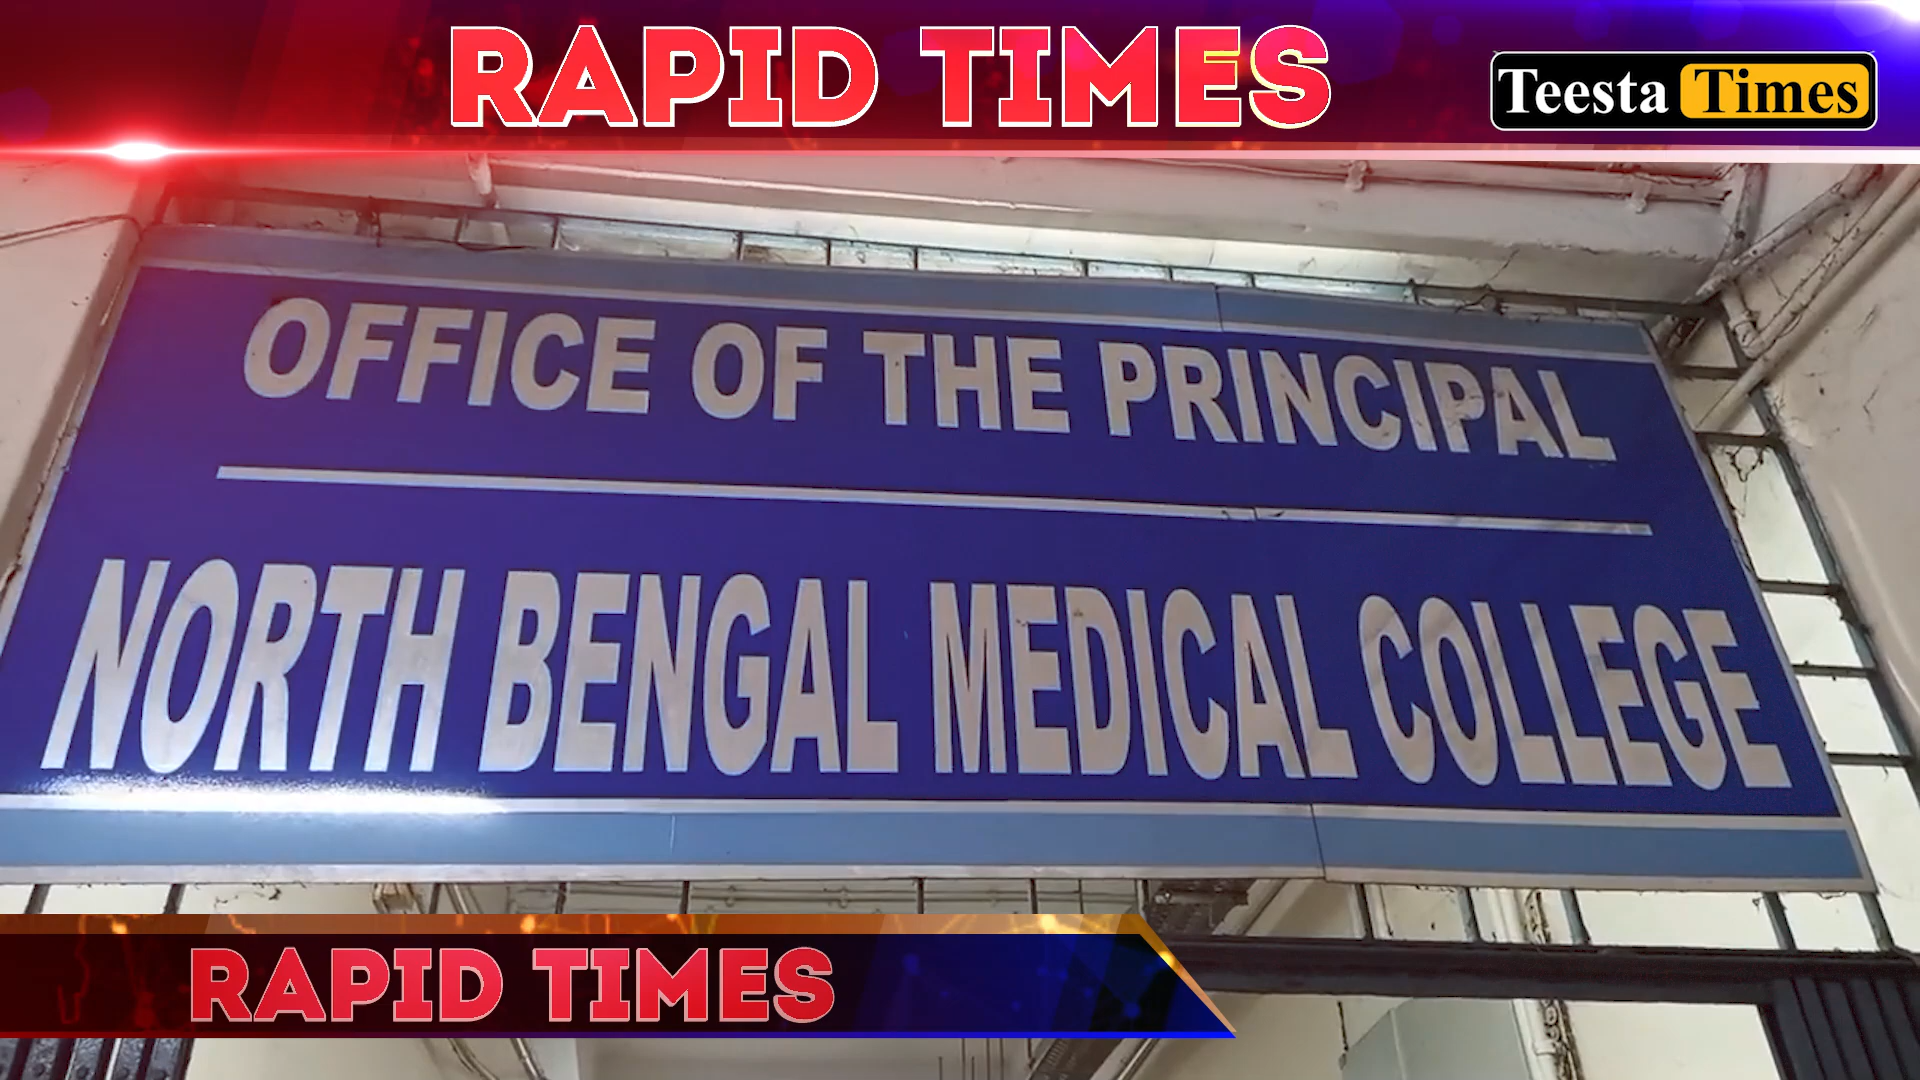 RAPID TIMES
Teesta Times
OFFICE OF THE PRINCIPAL
NORTH BENGAL MEDICAL COLLEGE
RAPID TIMES